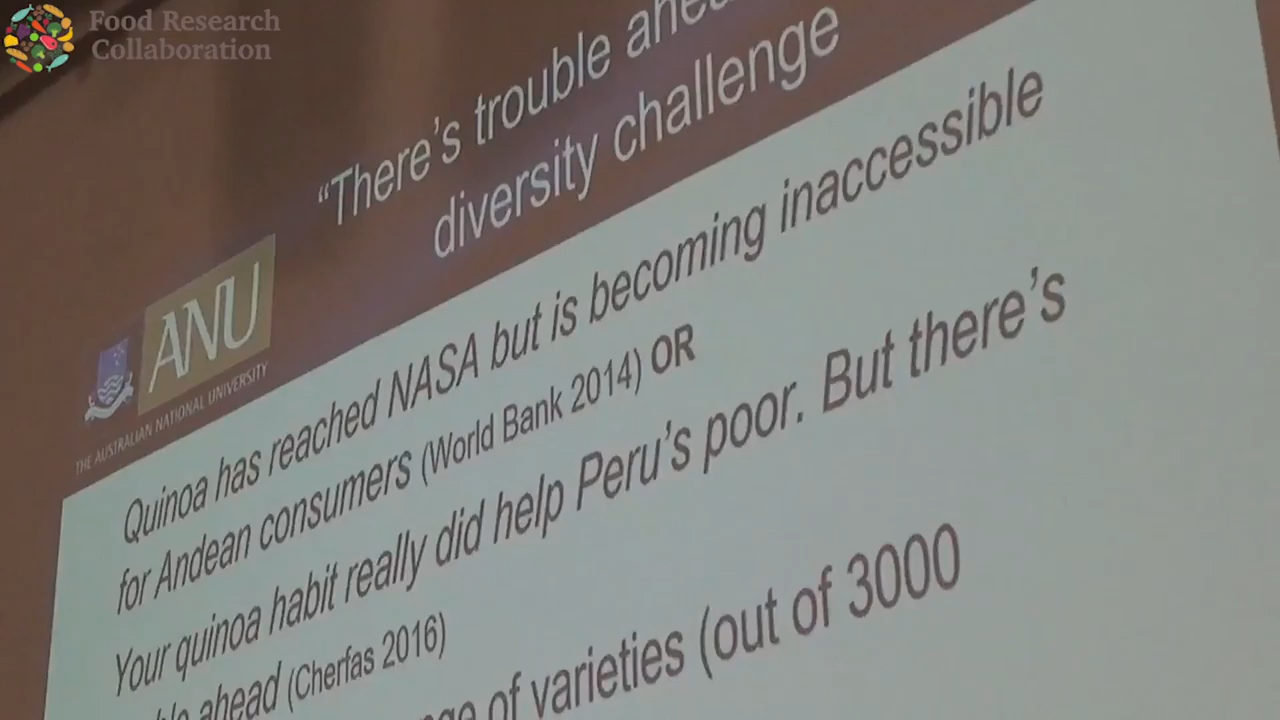 Food Research
Collaboration
"There's trouble
diversity challenge
ANU
THE AUSTRALIAN NATIONAL UNIVERSITY
Quinoa has reached NASA but is becoming inaccessible
for Andean consumers (World Bank 2014) OR
Your quinoa habit really did help Peru's poor. But there's
ahead (Cherfas 2016)
of varieties (out of 3000